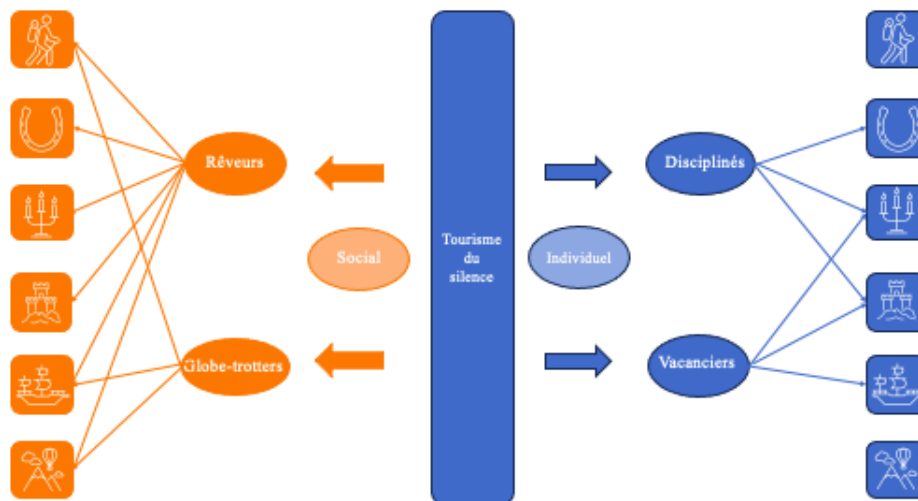 Rêveurs
Disciplinés
Social
Tourisme
du
silence
Individuel
Globe-trotters
Vacanciers